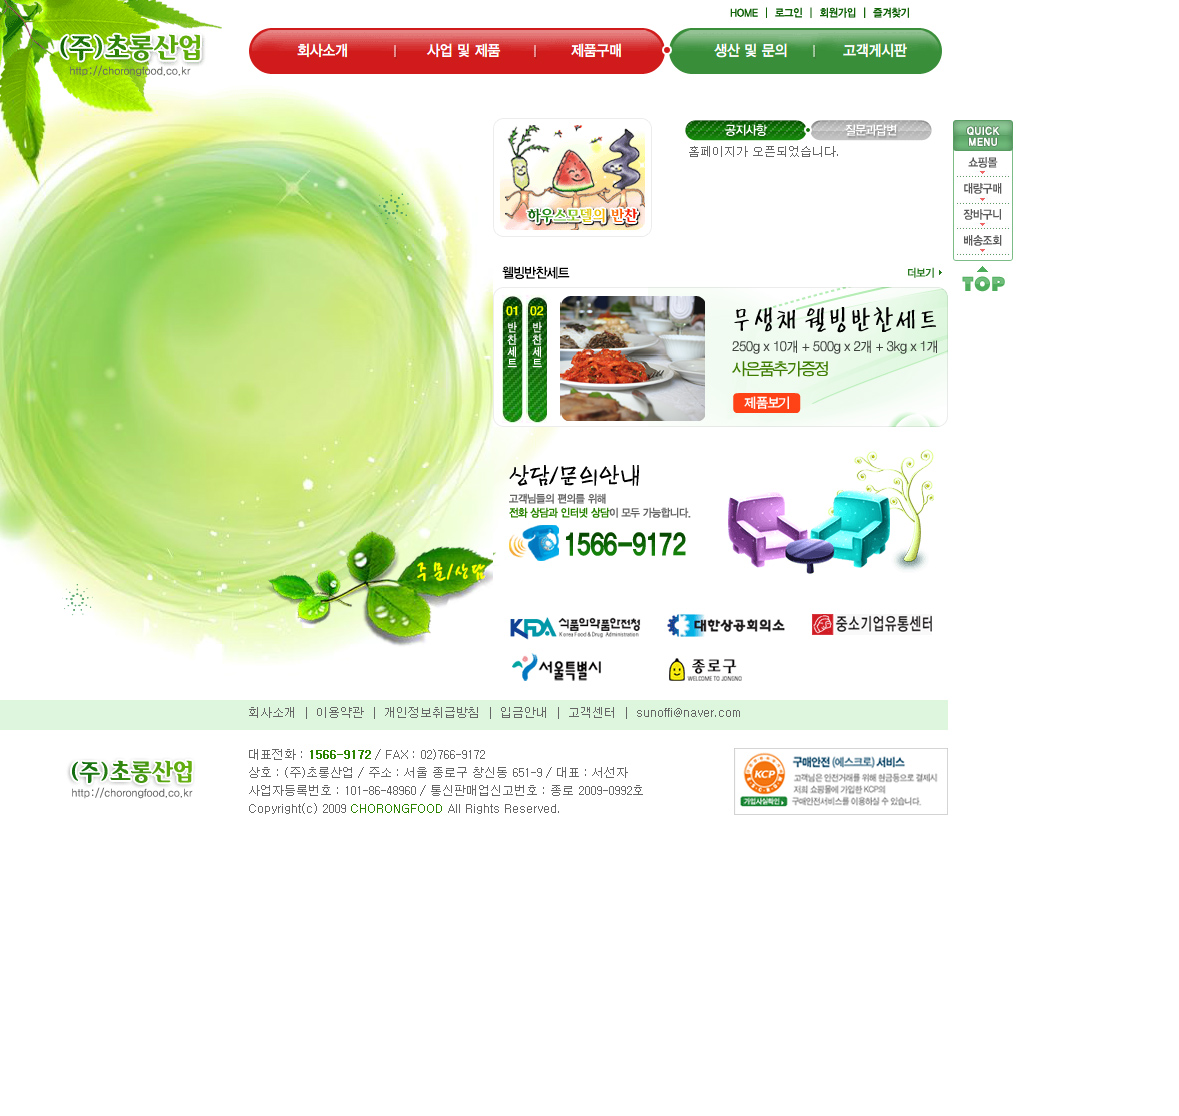 HOME | 로그인 | 회원가입 | 즐겨찾기
(주)초롱산업
http://chorongfood.co.kr
회사소개 | 사업 및 제품 | 제품구매 생산 및 문의 | 고객게시판
공지사항 질문과답변
홈페이지가 오픈되었습니다.
QUICK
MENU
쇼핑몰
대량구매
장바구니
배송조회
TOP
하우스모델의 반찬
웰빙반찬세트
더보기
01 반찬세트
02 반찬세트
무생채 웰빙반찬세트
250g x 10개 + 500g x 2개 + 3kg x 1개
사은품추가증정
제품보기
상담/문의안내
고객님들의 편의를 위해
전화 상담과 인터넷 상담이 모두 가능합니다.
1566-9172
주문/상담
KFDA 식품의약품안전청
Korea Food & Drug Administration
대한상공회의소
중소기업유통센터
서울특별시
종로구
WELCOME TO JONGNO
회사소개 | 이용약관 | 개인정보취급방침 | 입금안내 | 고객센터 | sunoffi@naver.com
(주)초롱산업
http://chorongfood.co.kr
대표전화 : 1566-9172 / FAX : 02)766-9172
상호 : (주)초롱산업 / 주소 : 서울 종로구 창신동 651-9 / 대표 : 서선자
사업자등록번호 : 101-86-48960 / 통신판매업신고번호 : 종로 2009-0992호
Copyright(c) 2009 CHORONGFOOD All Rights Reserved.
구매안전 (에스크로) 서비스
고객님은 안전거래를 위해 현금등으로 결제시
저희 쇼핑몰에 가입한 KCP의
구매안전서비스를 이용하실 수 있습니다.
KCP
가입사실확인